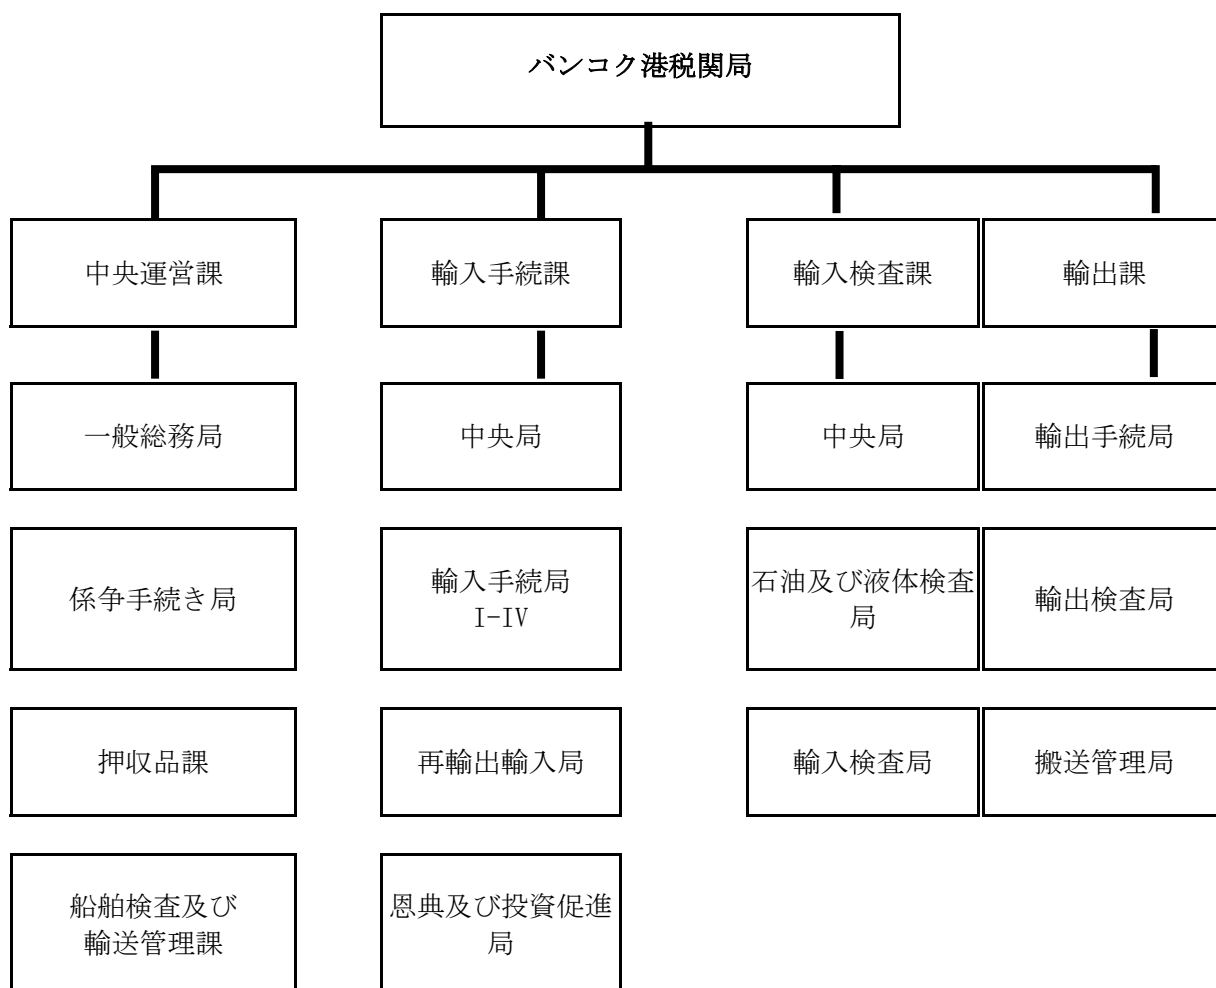 バンコク港税関局
中央運営課
輸入手続課
輸入検査課
輸出課
一般総務局
中央局
中央局
輸出手続局
係争手続き局
輸入手続局
I-IV
石油及び液体検査
局
輸出検査局
押収品課
再輸出輸入局
輸入検査局
搬送管理局
船舶検査及び
輸送管理課
恩典及び投資促進
局